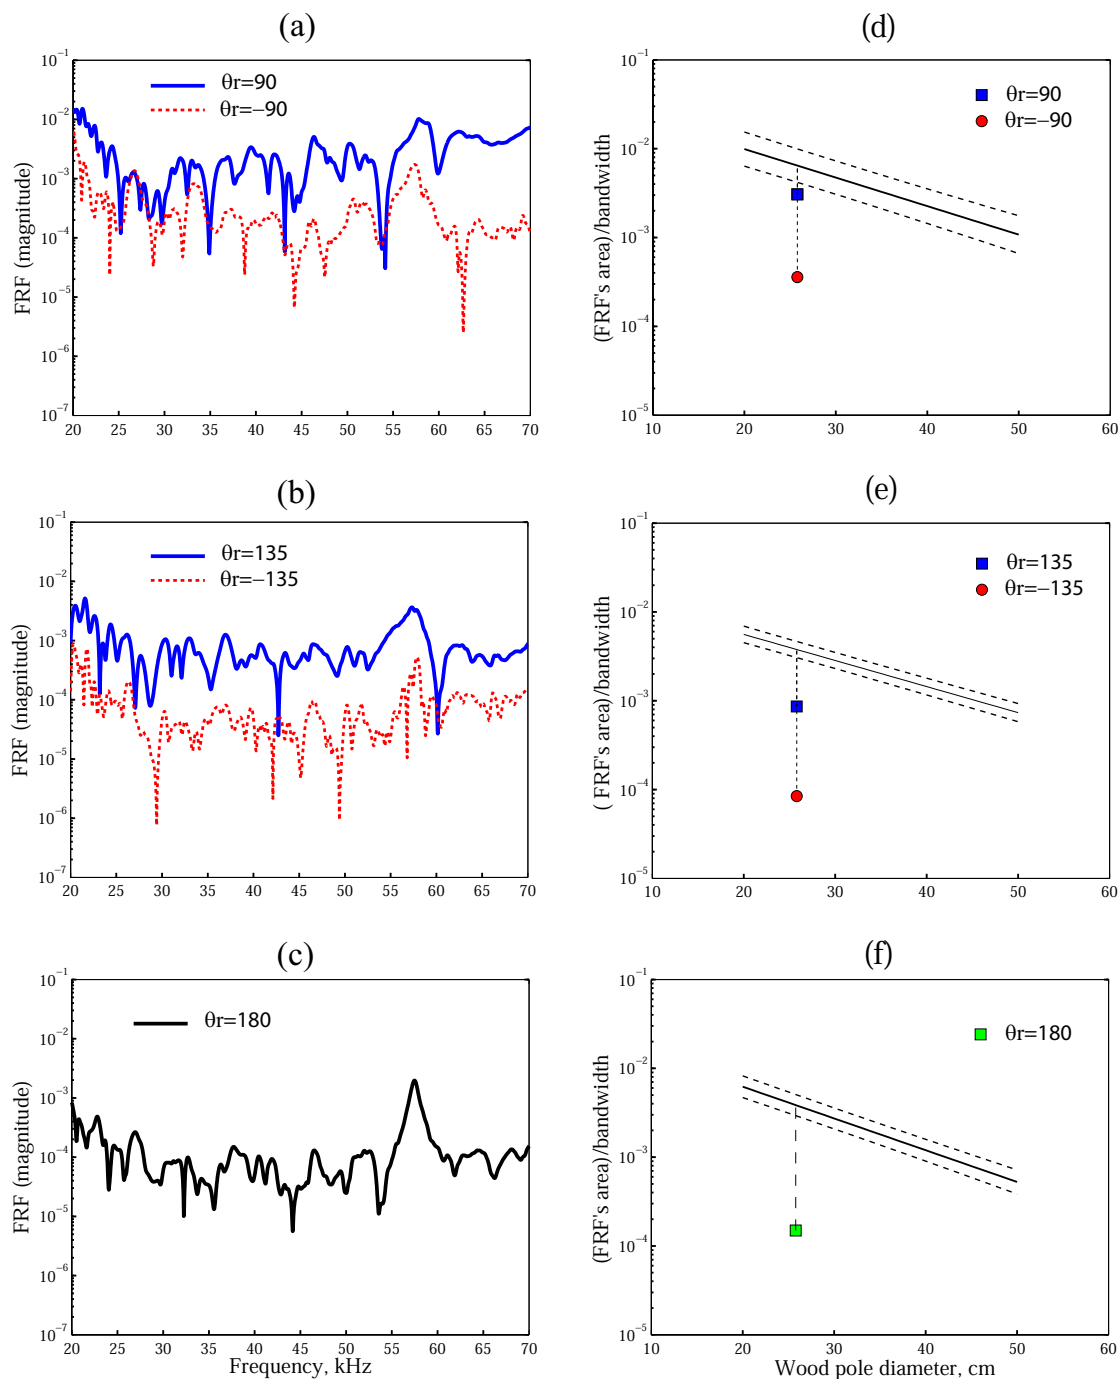 (a)
FRF (magnitude)
10⁻¹
10⁻²
10⁻³
10⁻⁴
10⁻⁵
10⁻⁶
10⁻⁷
θr=90
θr=−90
20 25 30 35 40 45 50 55 60 65 70
(d)
(FRF's area)/bandwidth
10⁻¹
10⁻²
10⁻³
10⁻⁴
10⁻⁵
θr=90
θr=−90
10 20 30 40 50 60
(b)
FRF (magnitude)
10⁻¹
10⁻²
10⁻³
10⁻⁴
10⁻⁵
10⁻⁶
10⁻⁷
θr=135
θr=−135
20 25 30 35 40 45 50 55 60 65 70
(e)
( FRF's area)/bandwidth
10⁻¹
10⁻²
10⁻³
10⁻⁴
10⁻⁵
θr=135
θr=−135
10 20 30 40 50 60
(c)
FRF (magnitude)
10⁻¹
10⁻²
10⁻³
10⁻⁴
10⁻⁵
10⁻⁶
10⁻⁷
θr=180
20 25 30 35 40 45 50 55 60 65 70
Frequency, kHz
(f)
(FRF's area)/bandwidth
10⁻¹
10⁻²
10⁻³
10⁻⁴
10⁻⁵
θr=180
10 20 30 40 50 60
Wood pole diameter, cm